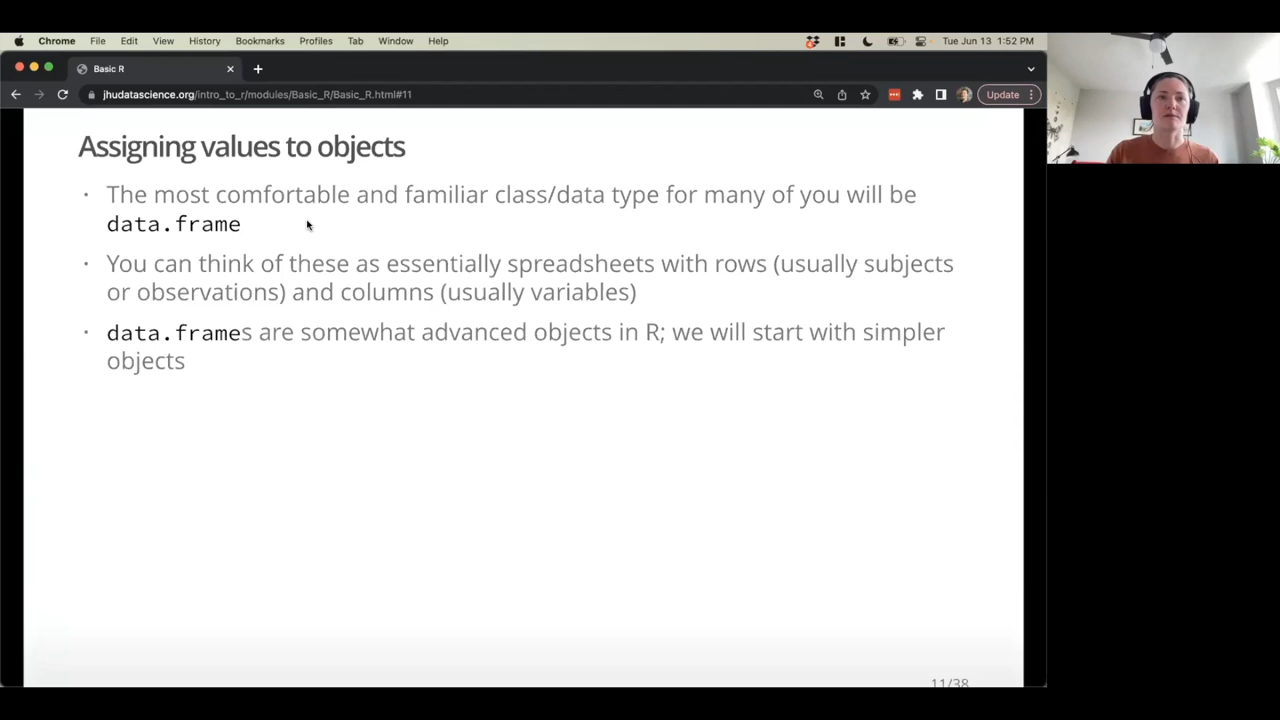 Chrome File Edit View History Bookmarks Profiles Tab Window Help Tue Jun 13 1:52 PM
Basic R
jhudatascience.org/intro_to_r/modules/Basic_R/Basic_R.html#11 Update
Assigning values to objects
· The most comfortable and familiar class/data type for many of you will be
data.frame
· You can think of these as essentially spreadsheets with rows (usually subjects
or observations) and columns (usually variables)
· data.frames are somewhat advanced objects in R; we will start with simpler
objects
11/38